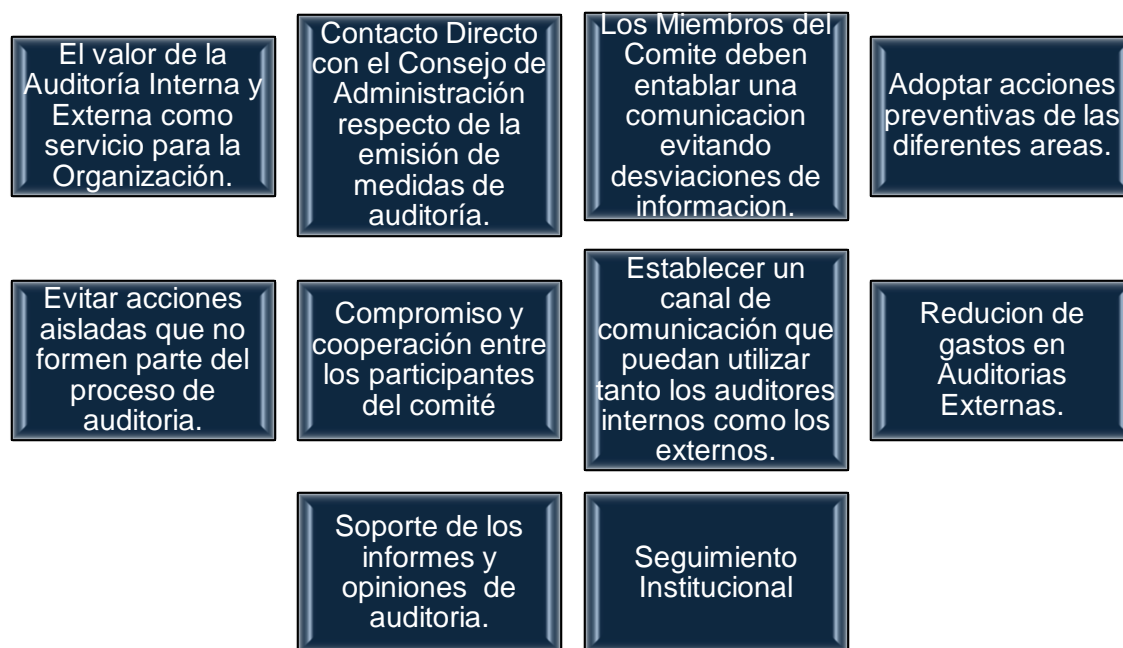 El valor de la
Auditoría Interna y
Externa como
servicio para la
Organización.
Contacto Directo
con el Consejo de
Administración
respecto de la
emisión de
medidas de
auditoría.
Los Miembros del
Comite deben
entablar una
comunicacion
evitando
desviaciones de
informacion.
Adoptar acciones
preventivas de las
diferentes areas.
Evitar acciones
aisladas que no
formen parte del
proceso de
auditoria.
Compromiso y
cooperación entre
los participantes
del comité
Establecer un
canal de
comunicación que
puedan utilizar
tanto los auditores
internos como los
externos.
Reducion de
gastos en
Auditorias
Externas.
Soporte de los
informes y
opiniones de
auditoria.
Seguimiento
Institucional